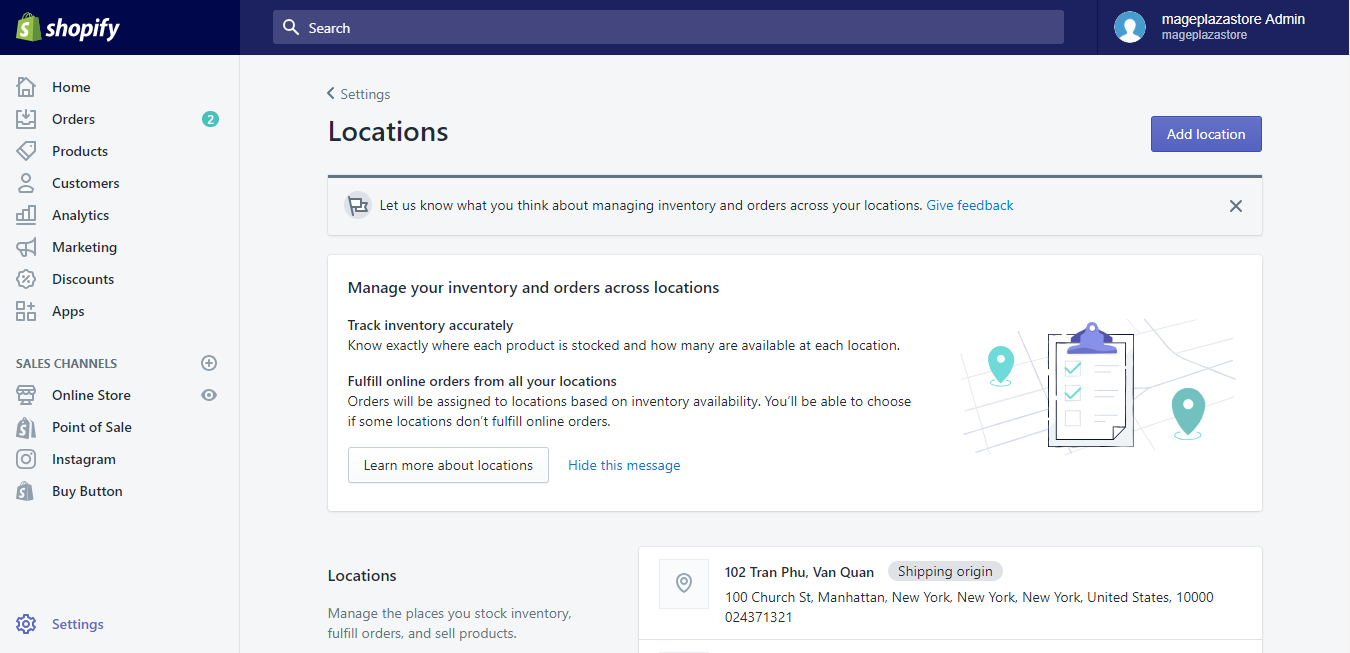 shopify
Search
mageplazastore Admin
mageplazastore
Home
Orders 2
Products
Customers
Analytics
Marketing
Discounts
Apps
SALES CHANNELS
Online Store
Point of Sale
Instagram
Buy Button
Settings
Settings
Locations
Add location
Let us know what you think about managing inventory and orders across your locations. Give feedback
Manage your inventory and orders across locations
Track inventory accurately
Know exactly where each product is stocked and how many are available at each location.
Fulfill online orders from all your locations
Orders will be assigned to locations based on inventory availability. You’ll be able to choose
if some locations don’t fulfill online orders.
Learn more about locations Hide this message
Locations
Manage the places you stock inventory,
fulfill orders, and sell products.
102 Tran Phu, Van Quan Shipping origin
100 Church St, Manhattan, New York, New York, New York, United States, 10000
024371321